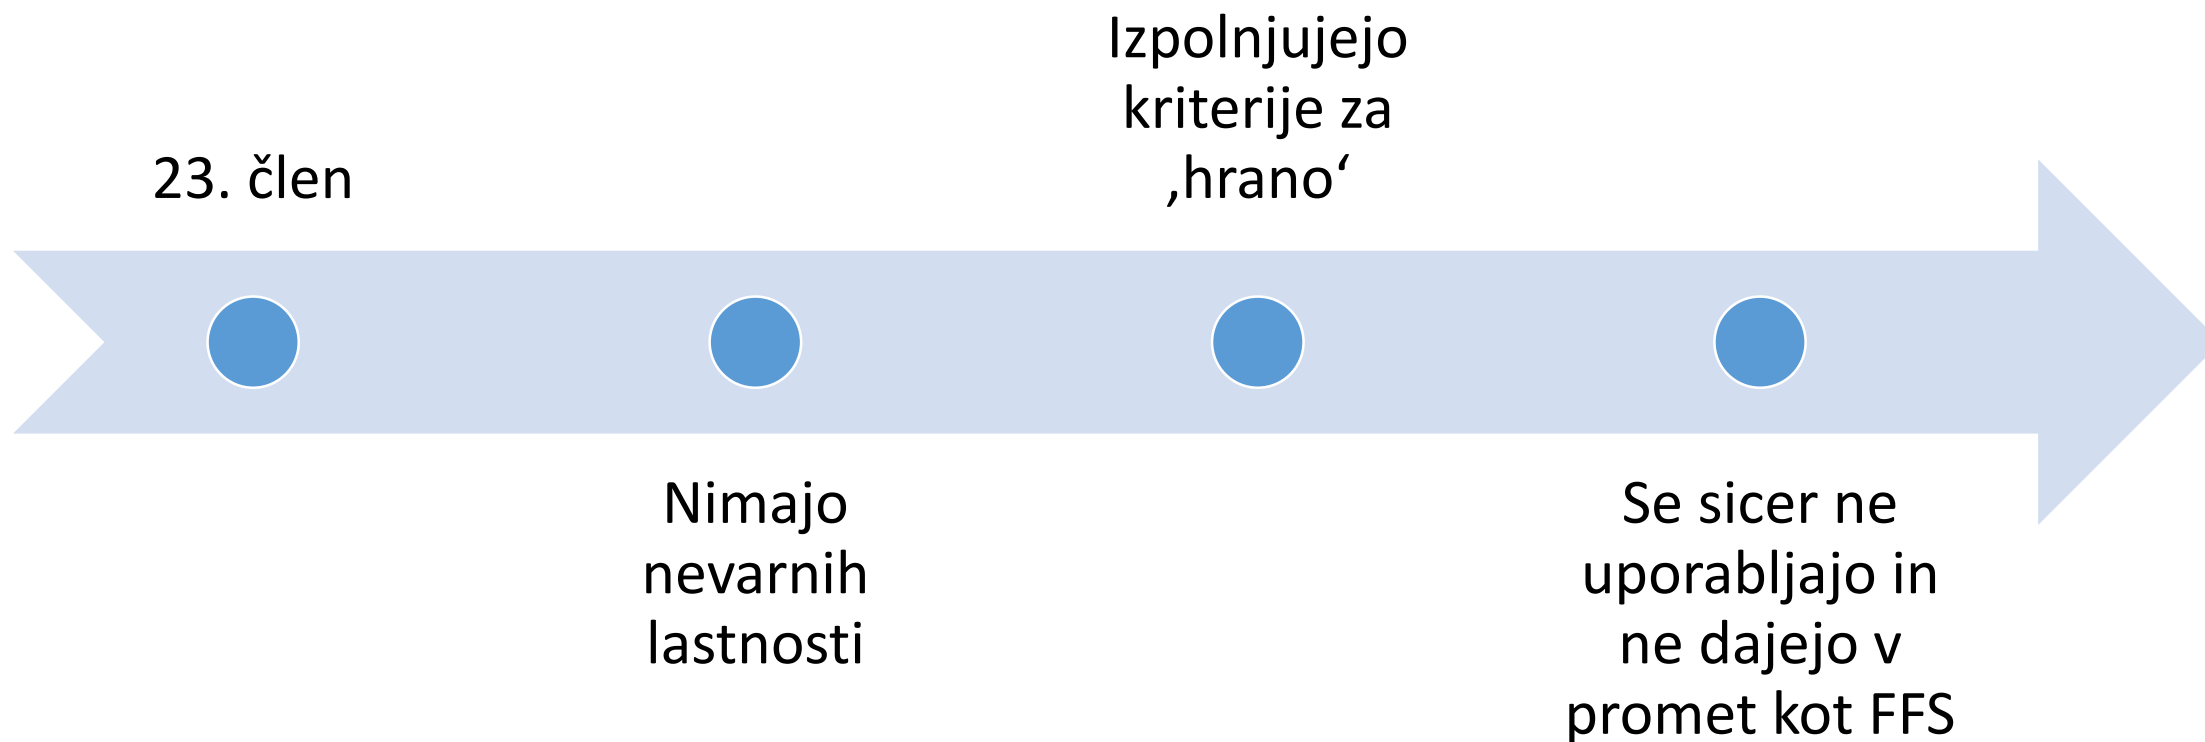 23. člen
Nimajo
nevarnih
lastnosti
Izpolnjujejo
kriterije za
‚hrano‘
Se sicer ne
uporabljajo in
ne dajejo v
promet kot FFS